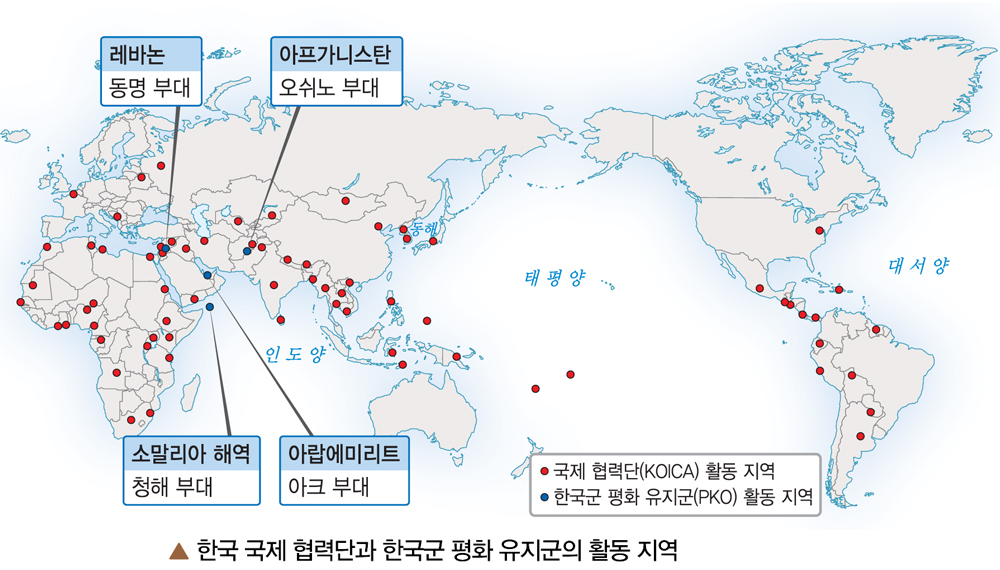 레바논
동명 부대
아프가니스탄
오쉬노 부대
동해
태평양
대서양
인도양
소말리아 해역
청해 부대
아랍에미리트
아크 부대
국제 협력단(KOICA) 활동 지역
한국군 평화 유지군(PKO) 활동 지역
▲ 한국 국제 협력단과 한국군 평화 유지군의 활동 지역